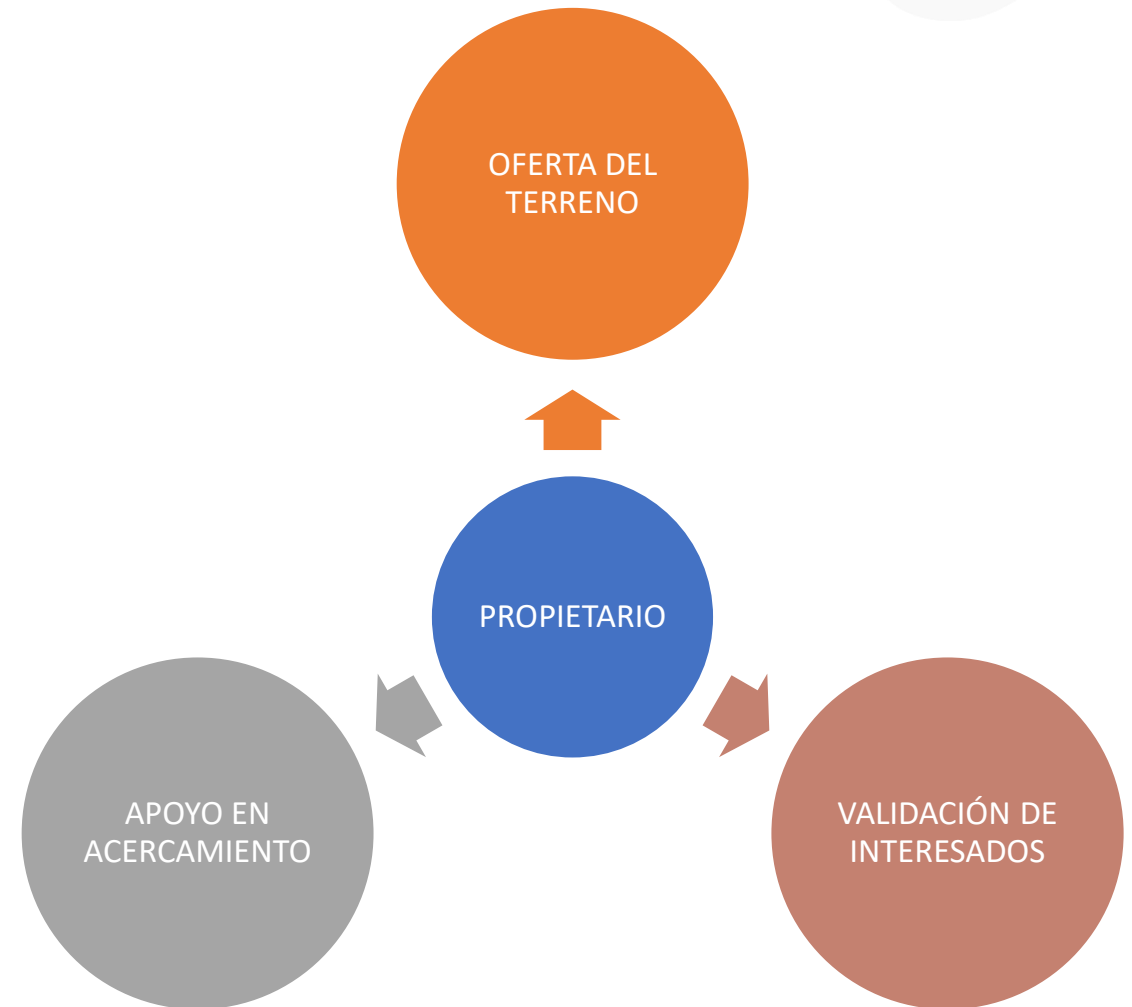 OFERTA DEL
TERRENO
PROPIETARIO
APOYO EN
ACERCAMIENTO
VALIDACIÓN DE
INTERESADOS